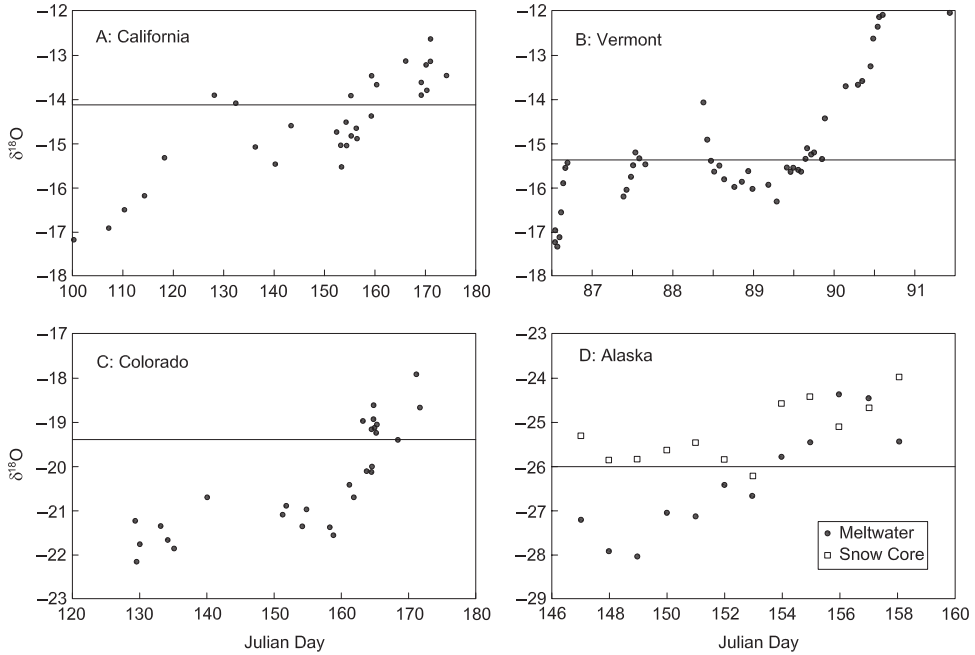 −12
−13
−14
−15
−16
−17
−18
δ18O
A: California
100 110 120 130 140 150 160 170 180
−12
−13
−14
−15
−16
−17
−18
B: Vermont
87 88 89 90 91
−17
−18
−19
−20
−21
−22
−23
δ18O
C: Colorado
120 130 140 150 160 170 180
Julian Day
−23
−24
−25
−26
−27
−28
−29
D: Alaska
Meltwater
Snow Core
146 148 150 152 154 156 158 160
Julian Day